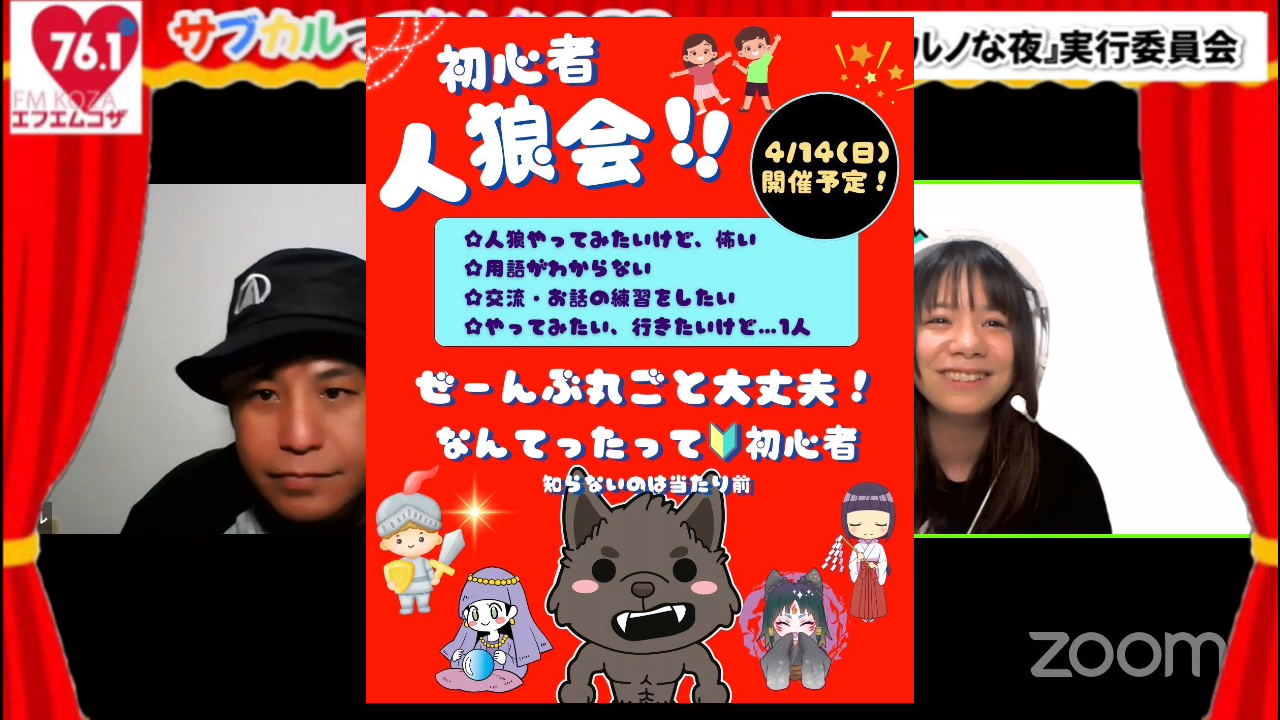 76.1
FM KOZA
エフエムコザ
サブカルっ
ルノな夜』実行委員会
初心者
人狼会!!
4/14(日)
開催予定!
☆人狼やってみたいけど、怖い
☆用語がわからない
☆交流・お話の練習をしたい
☆やってみたい、行きたいけど...1人
ぜーんぶ丸ごと大丈夫!
なんてったって🔰初心者
知らないのは当たり前
zoom